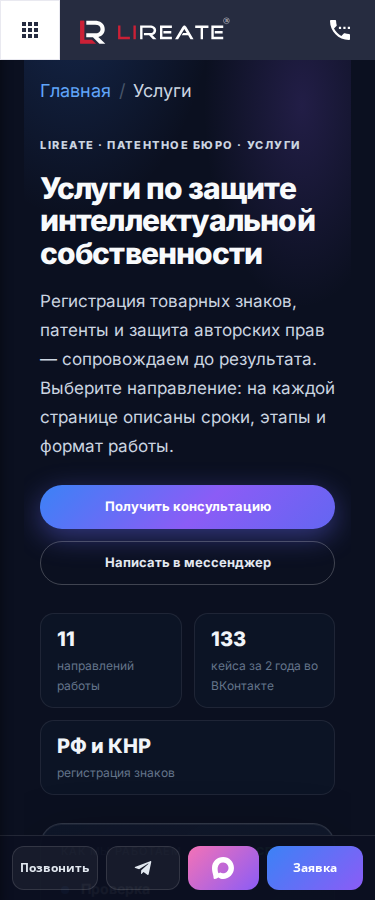 LIREATE®
Главная / Услуги
LIREATE · ПАТЕНТНОЕ БЮРО · УСЛУГИ
Услуги по защите
интеллектуальной
собственности
Регистрация товарных знаков,
патенты и защита авторских прав
— сопровождаем до результата.
Выберите направление: на каждой
странице описаны сроки, этапы и
формат работы.
Получить консультацию
Написать в мессенджер
11
направлений
работы
133
кейса за 2 года во
ВКонтакте
РФ и КНР
регистрация знаков
Позвонить
Заявка
Проверка